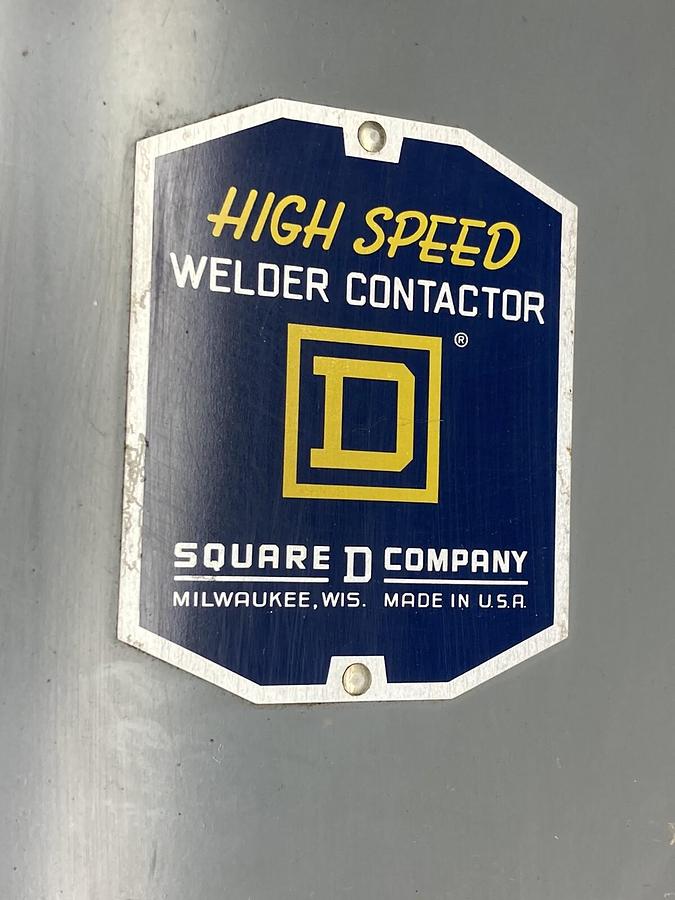 HIGH SPEED
WELDER CONTACTOR
®
D
SQUARE D COMPANY
MILWAUKEE, WIS. MADE IN U.S.A.